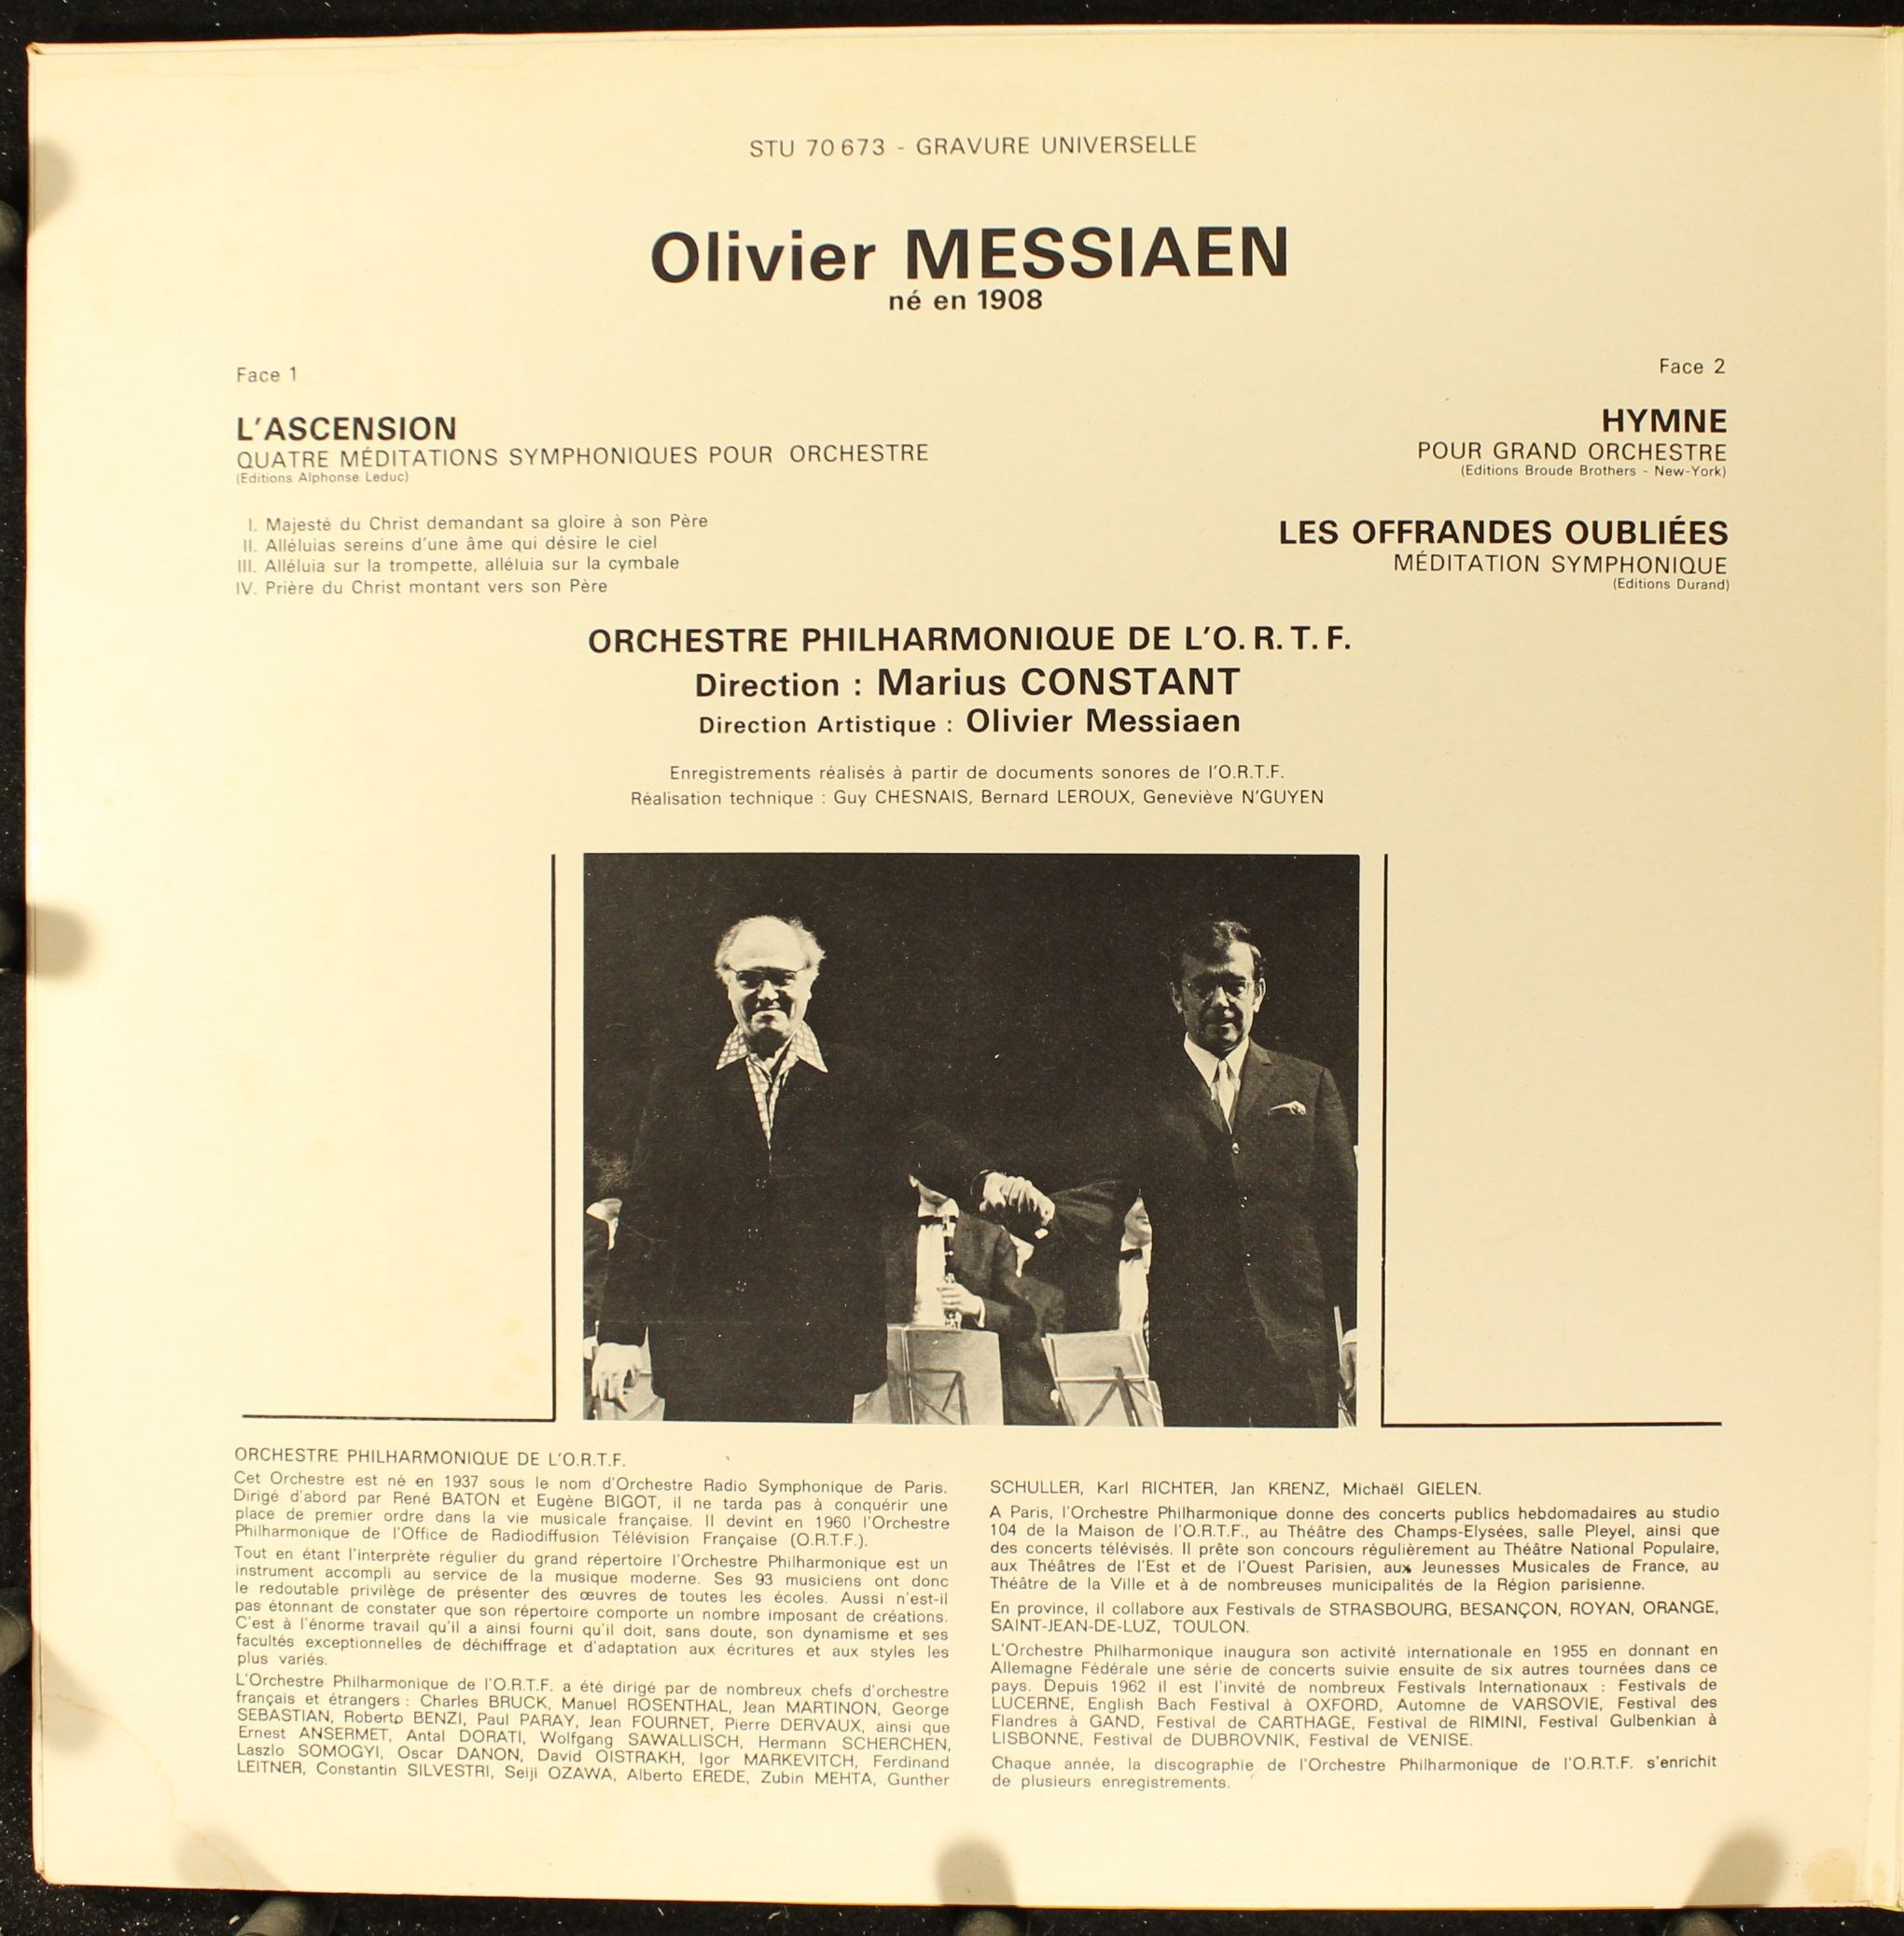 STU 70 673 - GRAVURE UNIVERSELLE
Olivier MESSIAEN
né en 1908
Face 1
L'ASCENSION
QUATRE MÉDITATIONS SYMPHONIQUES POUR ORCHESTRE
(Editions Alphonse Leduc)
I. Majesté du Christ demandant sa gloire à son Père
II. Alléluias sereins d'une âme qui désire le ciel
III. Alléluia sur la trompette, alléluia sur la cymbale
IV. Prière du Christ montant vers son Père
Face 2
HYMNE
POUR GRAND ORCHESTRE
(Editions Broude Brothers - New-York)
LES OFFRANDES OUBLIÉES
MÉDITATION SYMPHONIQUE
(Editions Durand)
ORCHESTRE PHILHARMONIQUE DE L'O.R.T.F.
Direction : Marius CONSTANT
Direction Artistique : Olivier Messiaen
Enregistrements réalisés à partir de documents sonores de l'O.R.T.F.
Réalisation technique : Guy CHESNAIS, Bernard LEROUX, Geneviève N'GUYEN
ORCHESTRE PHILHARMONIQUE DE L'O.R.T.F.
Cet Orchestre est né en 1937 sous le nom d'Orchestre Radio Symphonique de Paris.
Dirigé d'abord par René BATON et Eugène BIGOT, il ne tarda pas à conquérir une
place de premier ordre dans la vie musicale française. Il devint en 1960 l'Orchestre
Philharmonique de l'Office de Radiodiffusion Télévision Française (O.R.T.F.).
Tout en étant l'interprète régulier du grand répertoire l'Orchestre Philharmonique est un
instrument accompli au service de la musique moderne. Ses 93 musiciens ont donc
le redoutable privilège de présenter des œuvres de toutes les écoles. Aussi n'est-il
pas étonnant de constater que son répertoire comporte un nombre imposant de créations.
C'est à l'énorme travail qu'il a ainsi fourni qu'il doit, sans doute, son dynamisme et ses
facultés exceptionnelles de déchiffrage et d'adaptation aux écritures et aux styles les
plus variés.
L'Orchestre Philharmonique de l'O.R.T.F. a été dirigé par de nombreux chefs d'orchestre
français et étrangers : Charles BRUCK, Manuel ROSENTHAL, Jean MARTINON, George
SEBASTIAN, Roberto BENZI, Paul PARAY, Jean FOURNET, Pierre DERVAUX, ainsi que
Ernest ANSERMET, Antal DORATI, Wolfgang SAWALLISCH, Hermann SCHERCHEN,
Laszlo SOMOGYI, Oscar DANON, David OISTRAKH, Igor MARKEVITCH, Ferdinand
LEITNER, Constantin SILVESTRI, Seiji OZAWA, Alberto EREDE, Zubin MEHTA, Gunther
SCHULLER, Karl RICHTER, Jan KRENZ, Michaël GIELEN.
A Paris, l'Orchestre Philharmonique donne des concerts publics hebdomadaires au studio
104 de la Maison de l'O.R.T.F., au Théâtre des Champs-Elysées, salle Pleyel, ainsi que
des concerts télévisés. Il prête son concours régulièrement au Théâtre National Populaire,
aux Théâtres de l'Est et de l'Ouest Parisien, aux Jeunesses Musicales de France, au
Théâtre de la Ville et à de nombreuses municipalités de la Région parisienne.
En province, il collabore aux Festivals de STRASBOURG, BESANÇON, ROYAN, ORANGE,
SAINT-JEAN-DE-LUZ, TOULON.
L'Orchestre Philharmonique inaugura son activité internationale en 1955 en donnant en
Allemagne Fédérale une série de concerts suivie ensuite de six autres tournées dans ce
pays. Depuis 1962 il est l'invité de nombreux Festivals Internationaux : Festivals de
LUCERNE, English Bach Festival à OXFORD, Automne de VARSOVIE, Festival des
Flandres à GAND, Festival de CARTHAGE, Festival de RIMINI, Festival Gulbenkian à
LISBONNE, Festival de DUBROVNIK, Festival de VENISE.
Chaque année, la discographie de l'Orchestre Philharmonique de l'O.R.T.F. s'enrichit
de plusieurs enregistrements.